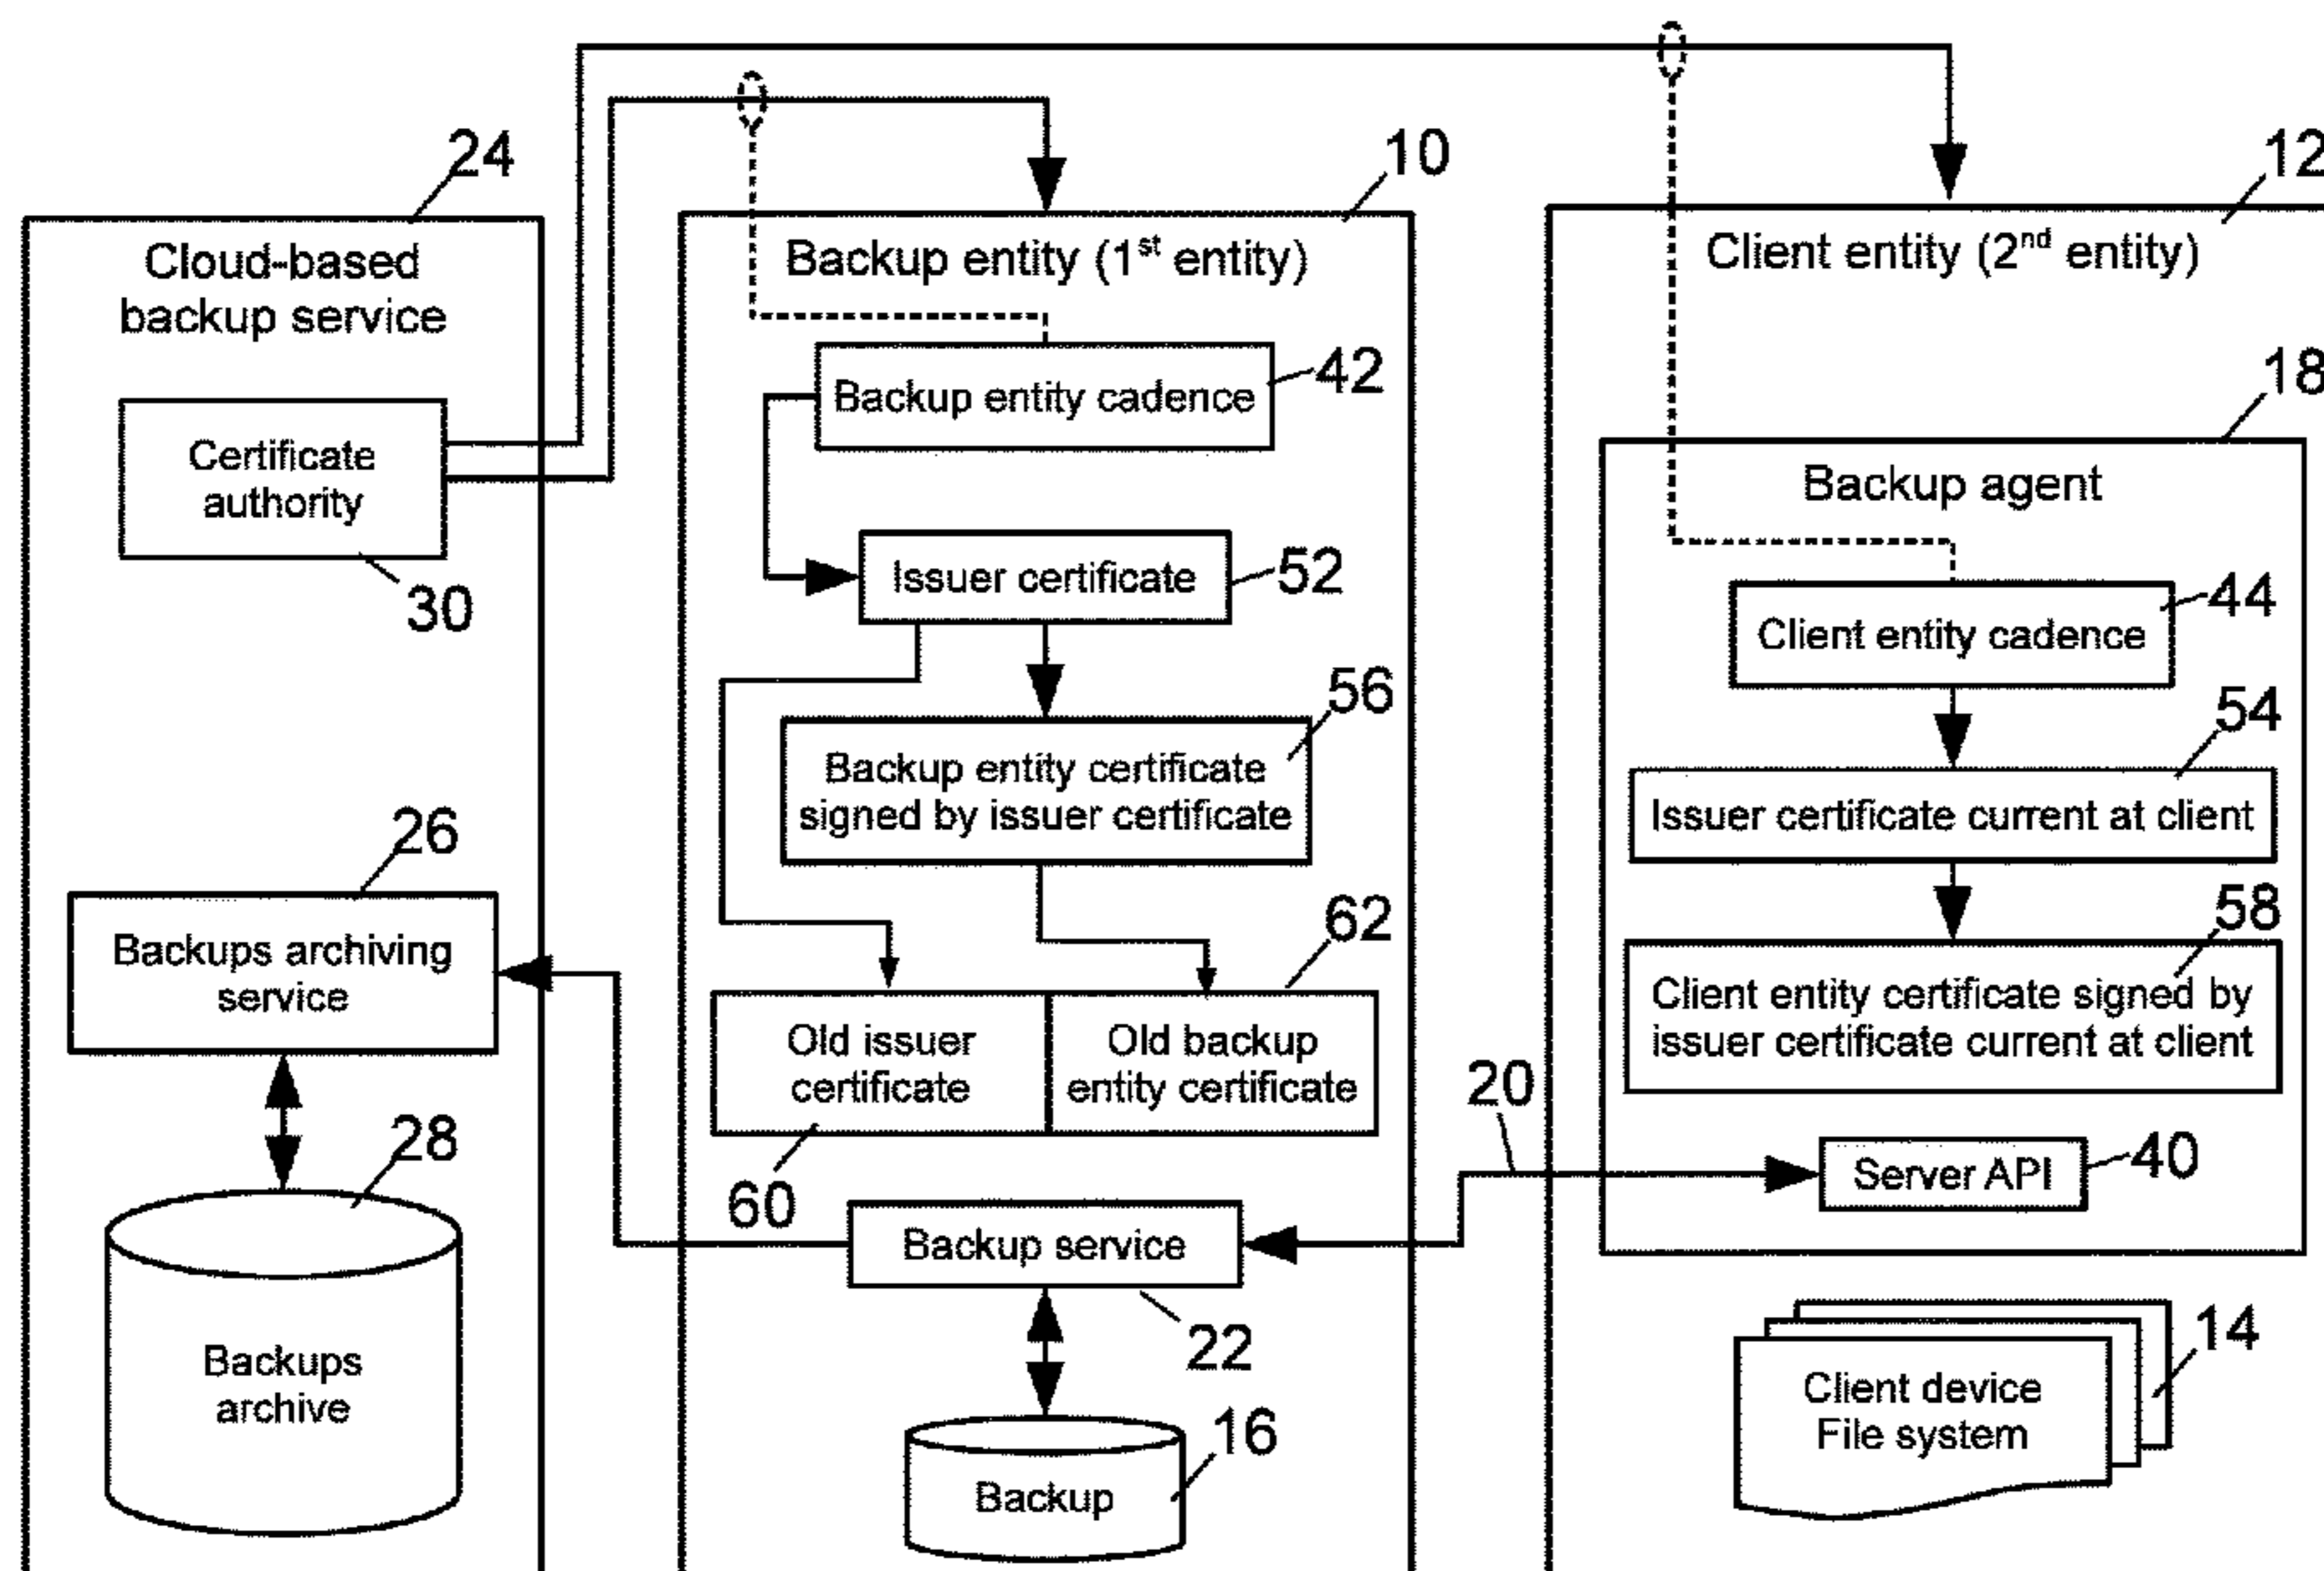 24
Cloud-based
backup service
Certificate
authority
30
26
Backups archiving
service
28
Backups
archive
10
Backup entity (1st entity)
42
Backup entity cadence
Issuer certificate
52
56
Backup entity certificate
signed by issuer certificate
62
Old issuer
certificate
Old backup
entity certificate
60
Backup service
22
16
Backup
20
12
Client entity (2nd entity)
18
Backup agent
44
Client entity cadence
54
Issuer certificate current at client
58
Client entity certificate signed by
issuer certificate current at client
Server API
40
14
Client device
File system